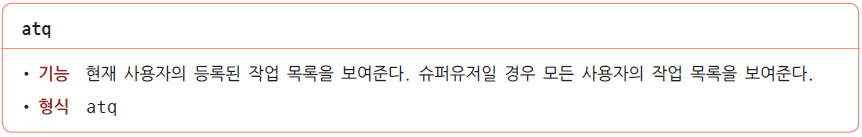 atq
• 기능 현재 사용자의 등록된 작업 목록을 보여준다. 슈퍼유저일 경우 모든 사용자의 작업 목록을 보여준다.
• 형식 atq